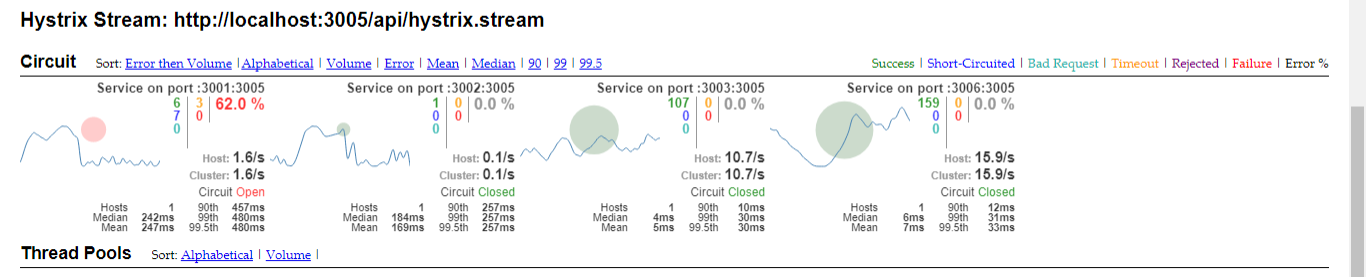 Hystrix Stream: http://localhost:3005/api/hystrix.stream
Circuit Sort: Error then Volume | Alphabetical | Volume | Error | Mean | Median | 90 | 99 | 99.5 Success | Short-Circuited | Bad Request | Timeout | Rejected | Failure | Error %
Service on port :3001:3005
6 3 62.0 %
7 0
0
Host: 1.6/s
Cluster: 1.6/s
Circuit Open
Hosts 1 90th 457ms
Median 242ms 99th 480ms
Mean 247ms 99.5th 480ms
Service on port :3002:3005
1 0 0.0 %
0 0
0
Host: 0.1/s
Cluster: 0.1/s
Circuit Closed
Hosts 1 90th 257ms
Median 184ms 99th 257ms
Mean 169ms 99.5th 257ms
Service on port :3003:3005
107 0 0.0 %
0 0
0
Host: 10.7/s
Cluster: 10.7/s
Circuit Closed
Hosts 1 90th 10ms
Median 4ms 99th 30ms
Mean 5ms 99.5th 30ms
Service on port :3006:3005
159 0 0.0 %
0 0
0
Host: 15.9/s
Cluster: 15.9/s
Circuit Closed
Hosts 1 90th 12ms
Median 6ms 99th 31ms
Mean 7ms 99.5th 33ms
Thread Pools Sort: Alphabetical | Volume |